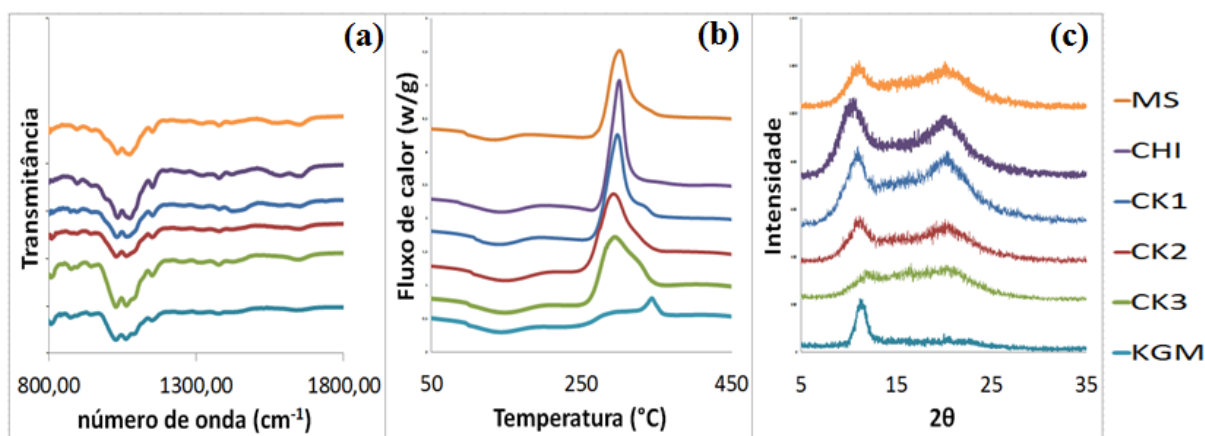 (a)
Transmitância
800,00 1300,00 1800,00
número de onda (cm⁻¹)
(b)
Fluxo de calor (w/g)
50 250 450
Temperatura (°C)
(c)
Intensidade
5 15 25 35
2θ
MS
CHI
CK1
CK2
CK3
KGM